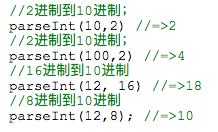 //2进制到10进制;
parseInt(10,2) //=>2
//2进制到10进制;
parseInt(100,2) //=>4
//16进制到10进制
parseInt(12, 16) //=>18
//8进制到10进制
parseInt(12,8); //=>10